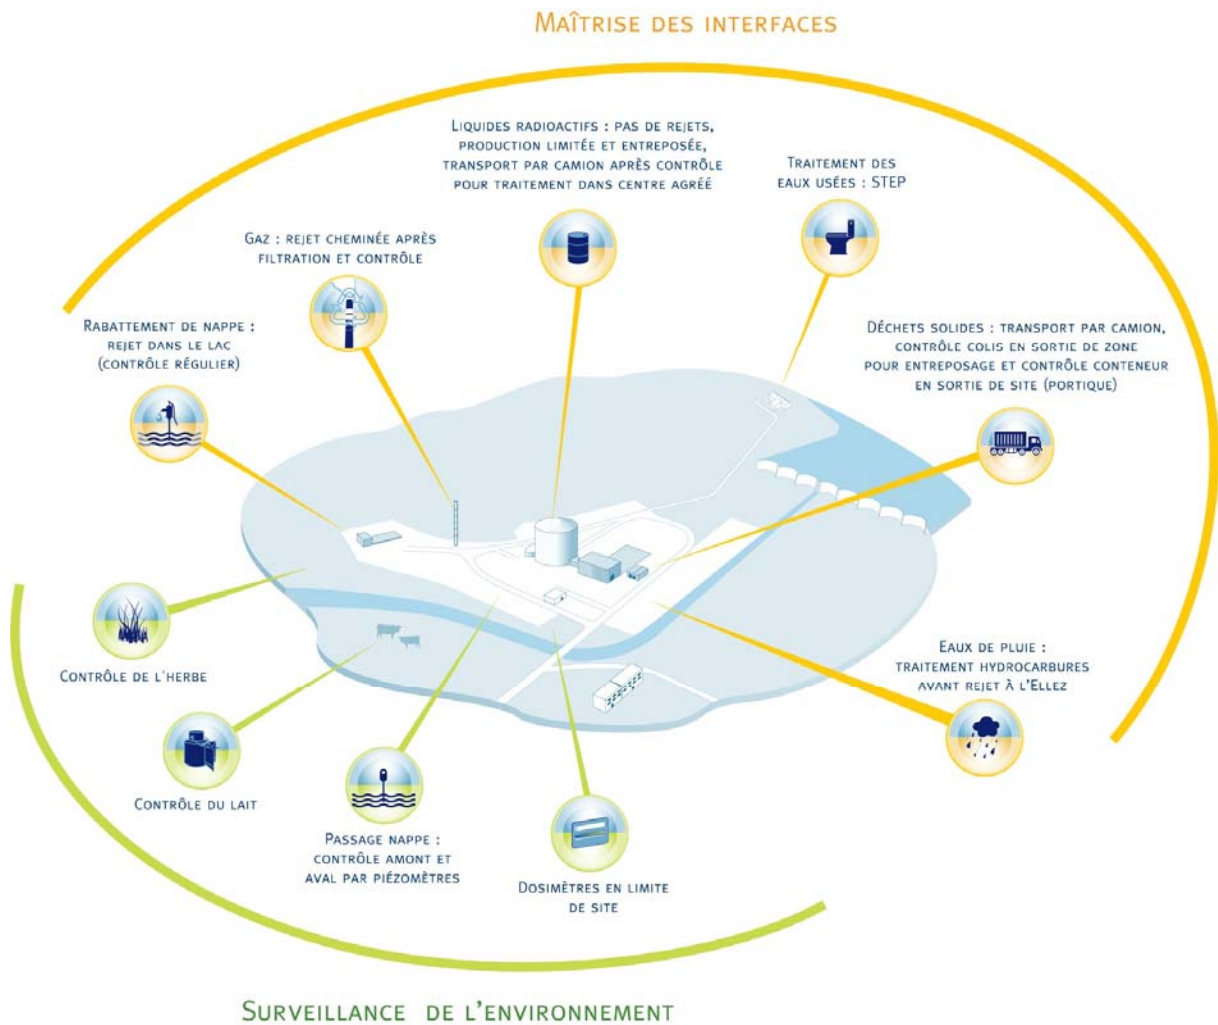 Maîtrise des interfaces
Liquides radioactifs : pas de rejets,
production limitée et entreposée,
transport par camion après contrôle
pour traitement dans centre agréé
Traitement des
eaux usées : STEP
Gaz : rejet cheminée après
filtration et contrôle
Rabattement de nappe :
rejet dans le lac
(contrôle régulier)
Déchets solides : transport par camion,
contrôle colis en sortie de zone
pour entreposage et contrôle conteneur
en sortie de site (portique)
Eaux de pluie :
traitement hydrocarbures
avant rejet à l'Ellez
Contrôle de l'herbe
Contrôle du lait
Passage nappe :
contrôle amont et
aval par piézomètres
Dosimètres en limite
de site
Surveillance de l'environnement